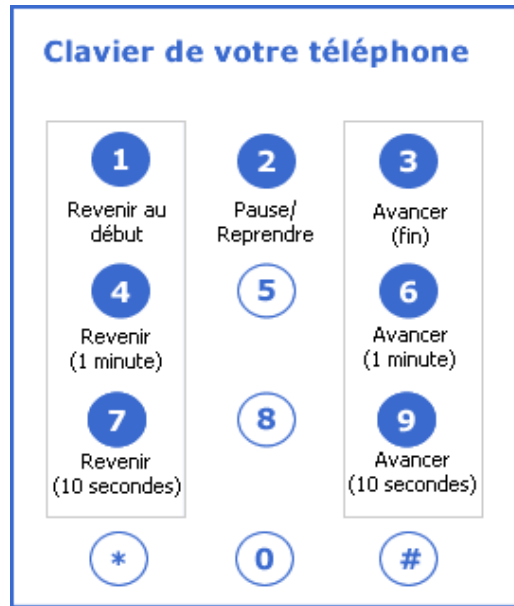 Clavier de votre téléphone
1 2 3
Revenir au Pause/ Avancer
début Reprendre (fin)
4 5 6
Revenir Avancer
(1 minute) (1 minute)
7 8 9
Revenir Avancer
(10 secondes) (10 secondes)
* 0 #